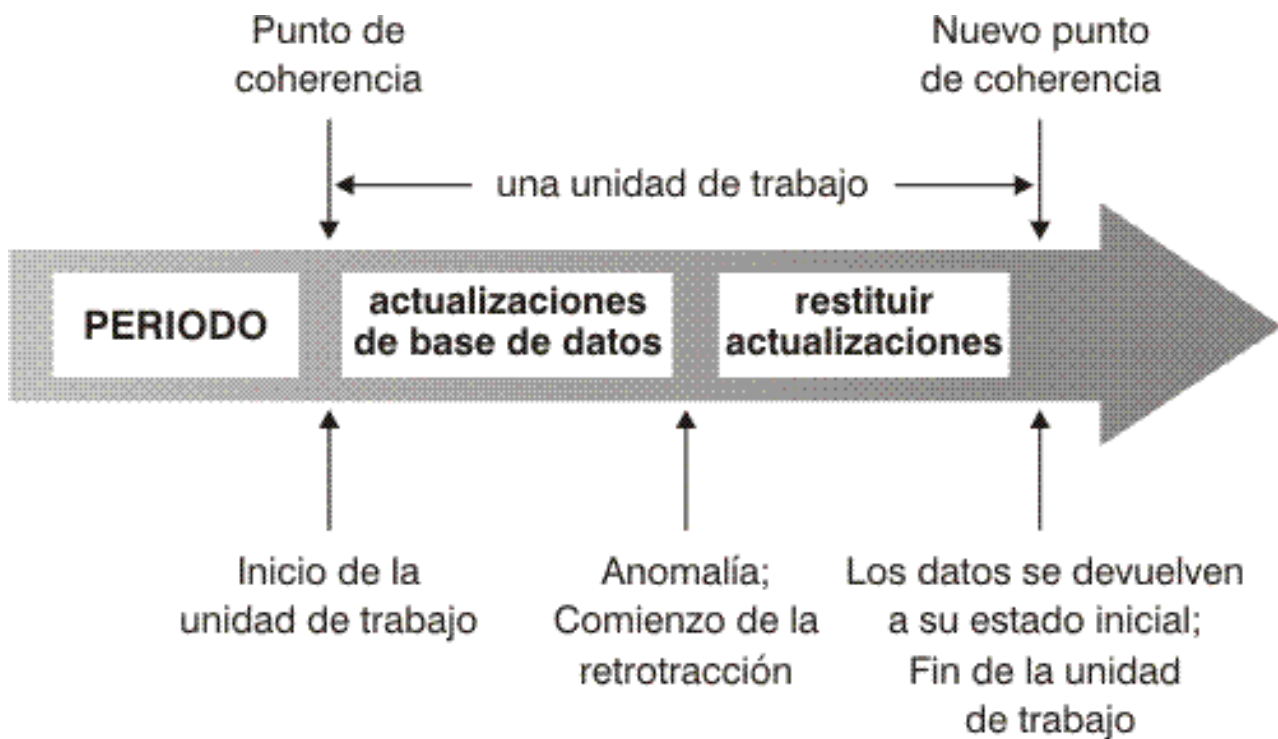 Punto de
coherencia
Nuevo punto
de coherencia
una unidad de trabajo
PERIODO
actualizaciones
de base de datos
restituir
actualizaciones
Inicio de la
unidad de trabajo
Anomalía;
Comienzo de la
retrotracción
Los datos se devuelven
a su estado inicial;
Fin de la unidad
de trabajo